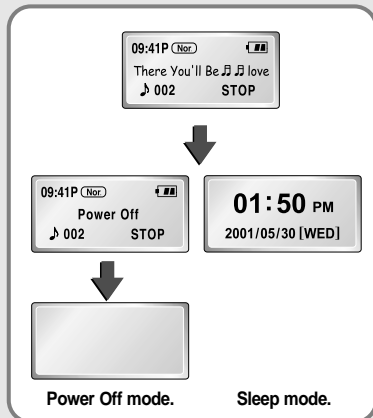 09:41P Nor.
There You'll Be ♫ ♫ love
♪ 002 STOP
09:41P Nor.
Power Off
♪ 002 STOP
01:50 PM
2001/05/30 [WED]
Power Off mode.
Sleep mode.